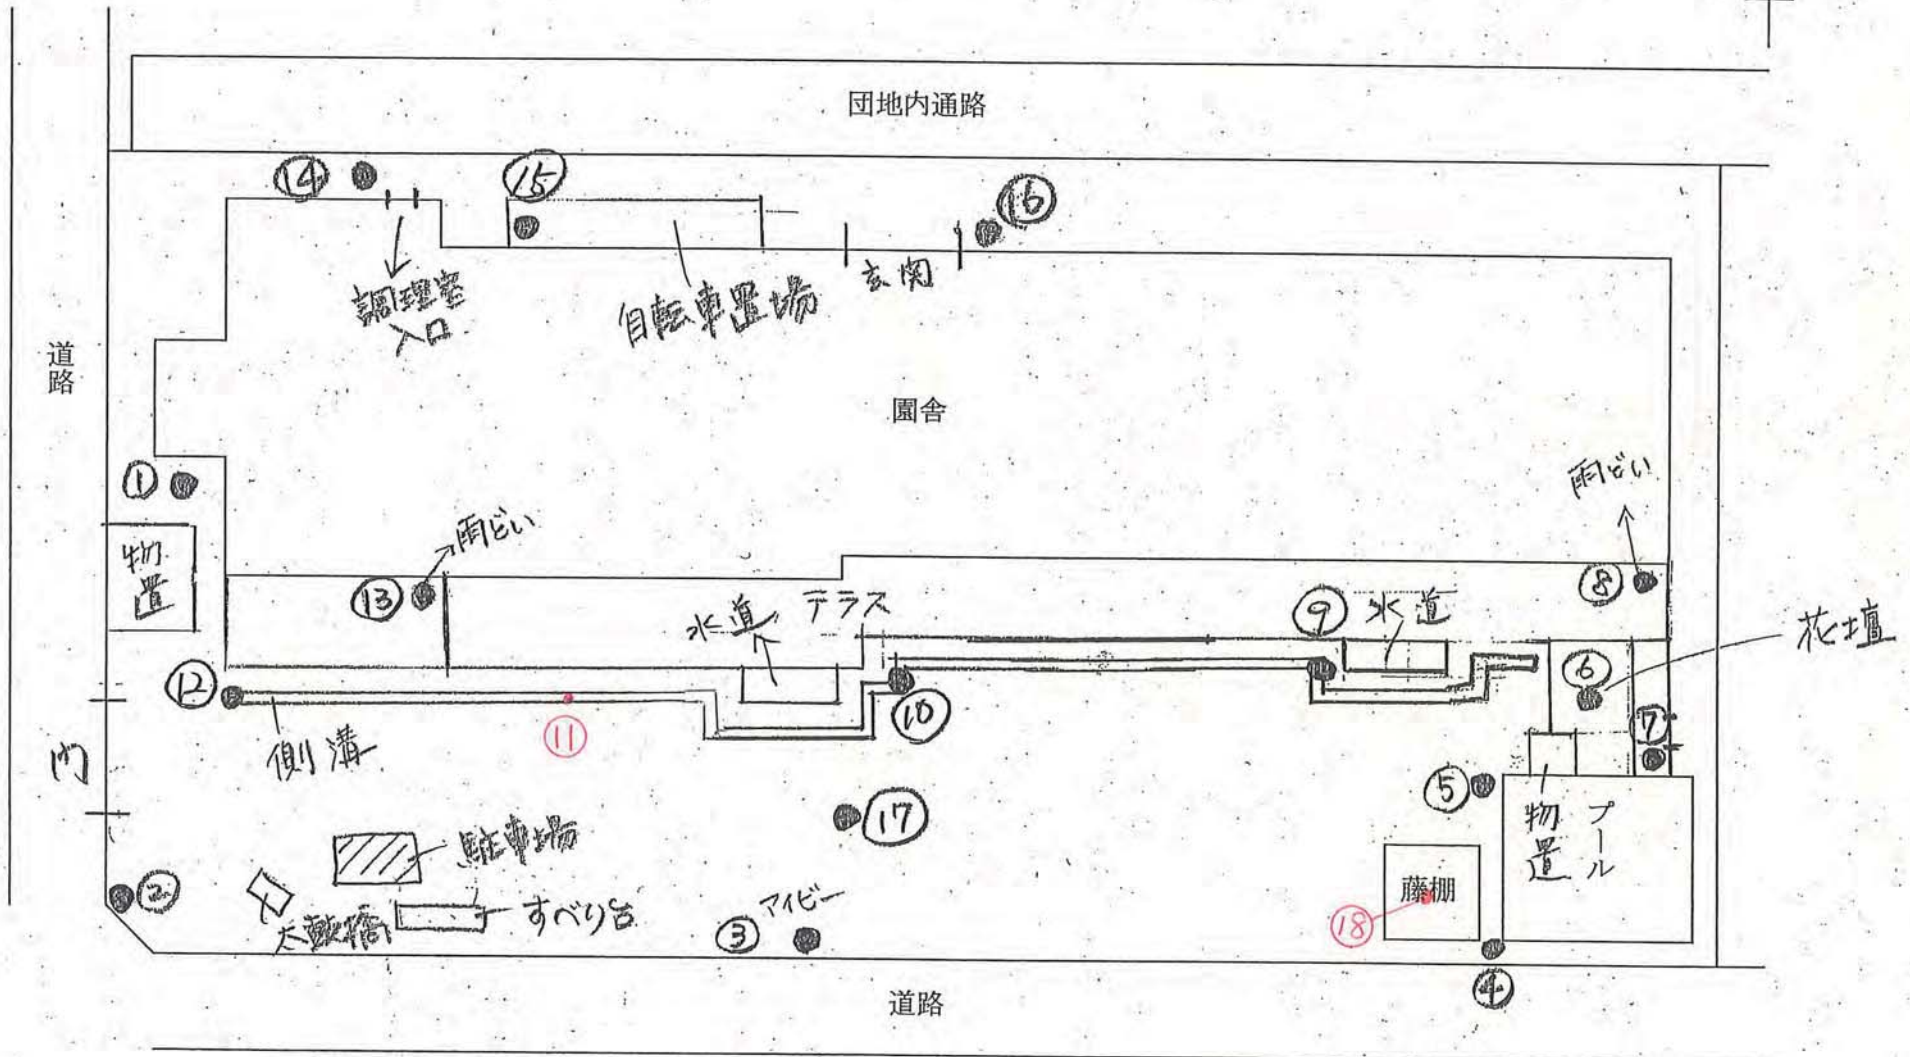 団地内通路
⑭
⑮
⑯
調理室
入口
自転車置場
玄関
道路
園舎
①
雨どい
雨どい
物置
⑬
⑧
水道
テラス
⑨
水道
花壇
⑥
⑫
⑩
⑦
⑪
側溝
門
⑤
物置
プール
⑰
駐車場
②
太鼓橋
すべり台
アイビー
③
藤棚
⑱
④
道路